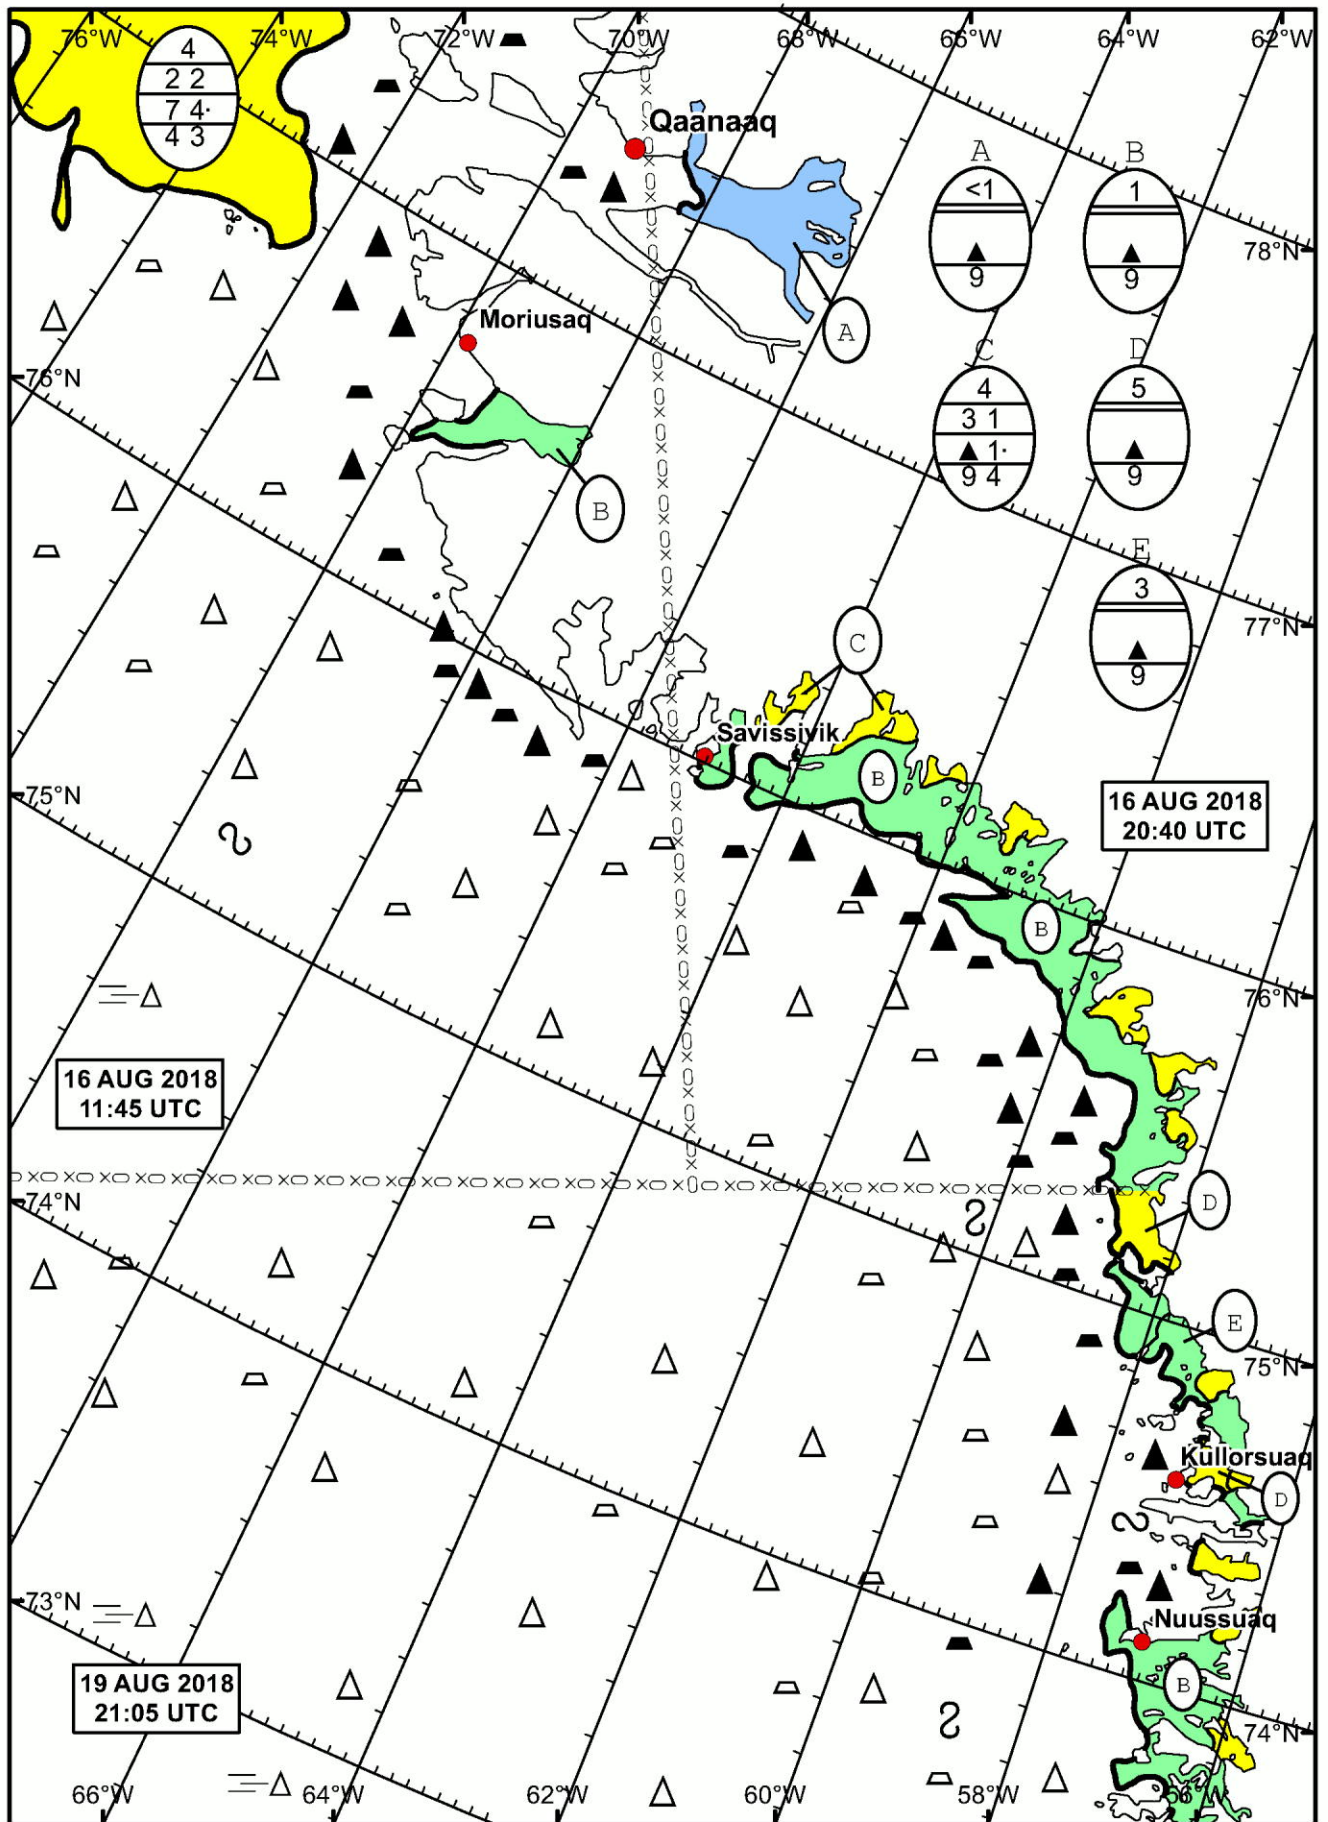 76°W 74°W 72°W 70°W 68°W 66°W 64°W 62°W
4
2 2
7 4·
4 3
Qaanaaq
A B
<1 1
9 9
78°N
Moriusaq
A
C D
4 5
3 1
1·
9 4 9
76°N
B
E
3
9
77°N
C
Savissivik
B
75°N
16 AUG 2018
20:40 UTC
B
76°N
16 AUG 2018
11:45 UTC
74°N
D
E
75°N
Kullorsuaq
D
73°N
Nuussuaq
19 AUG 2018
21:05 UTC
B
74°N
66°W 64°W 62°W 60°W 58°W 56°W